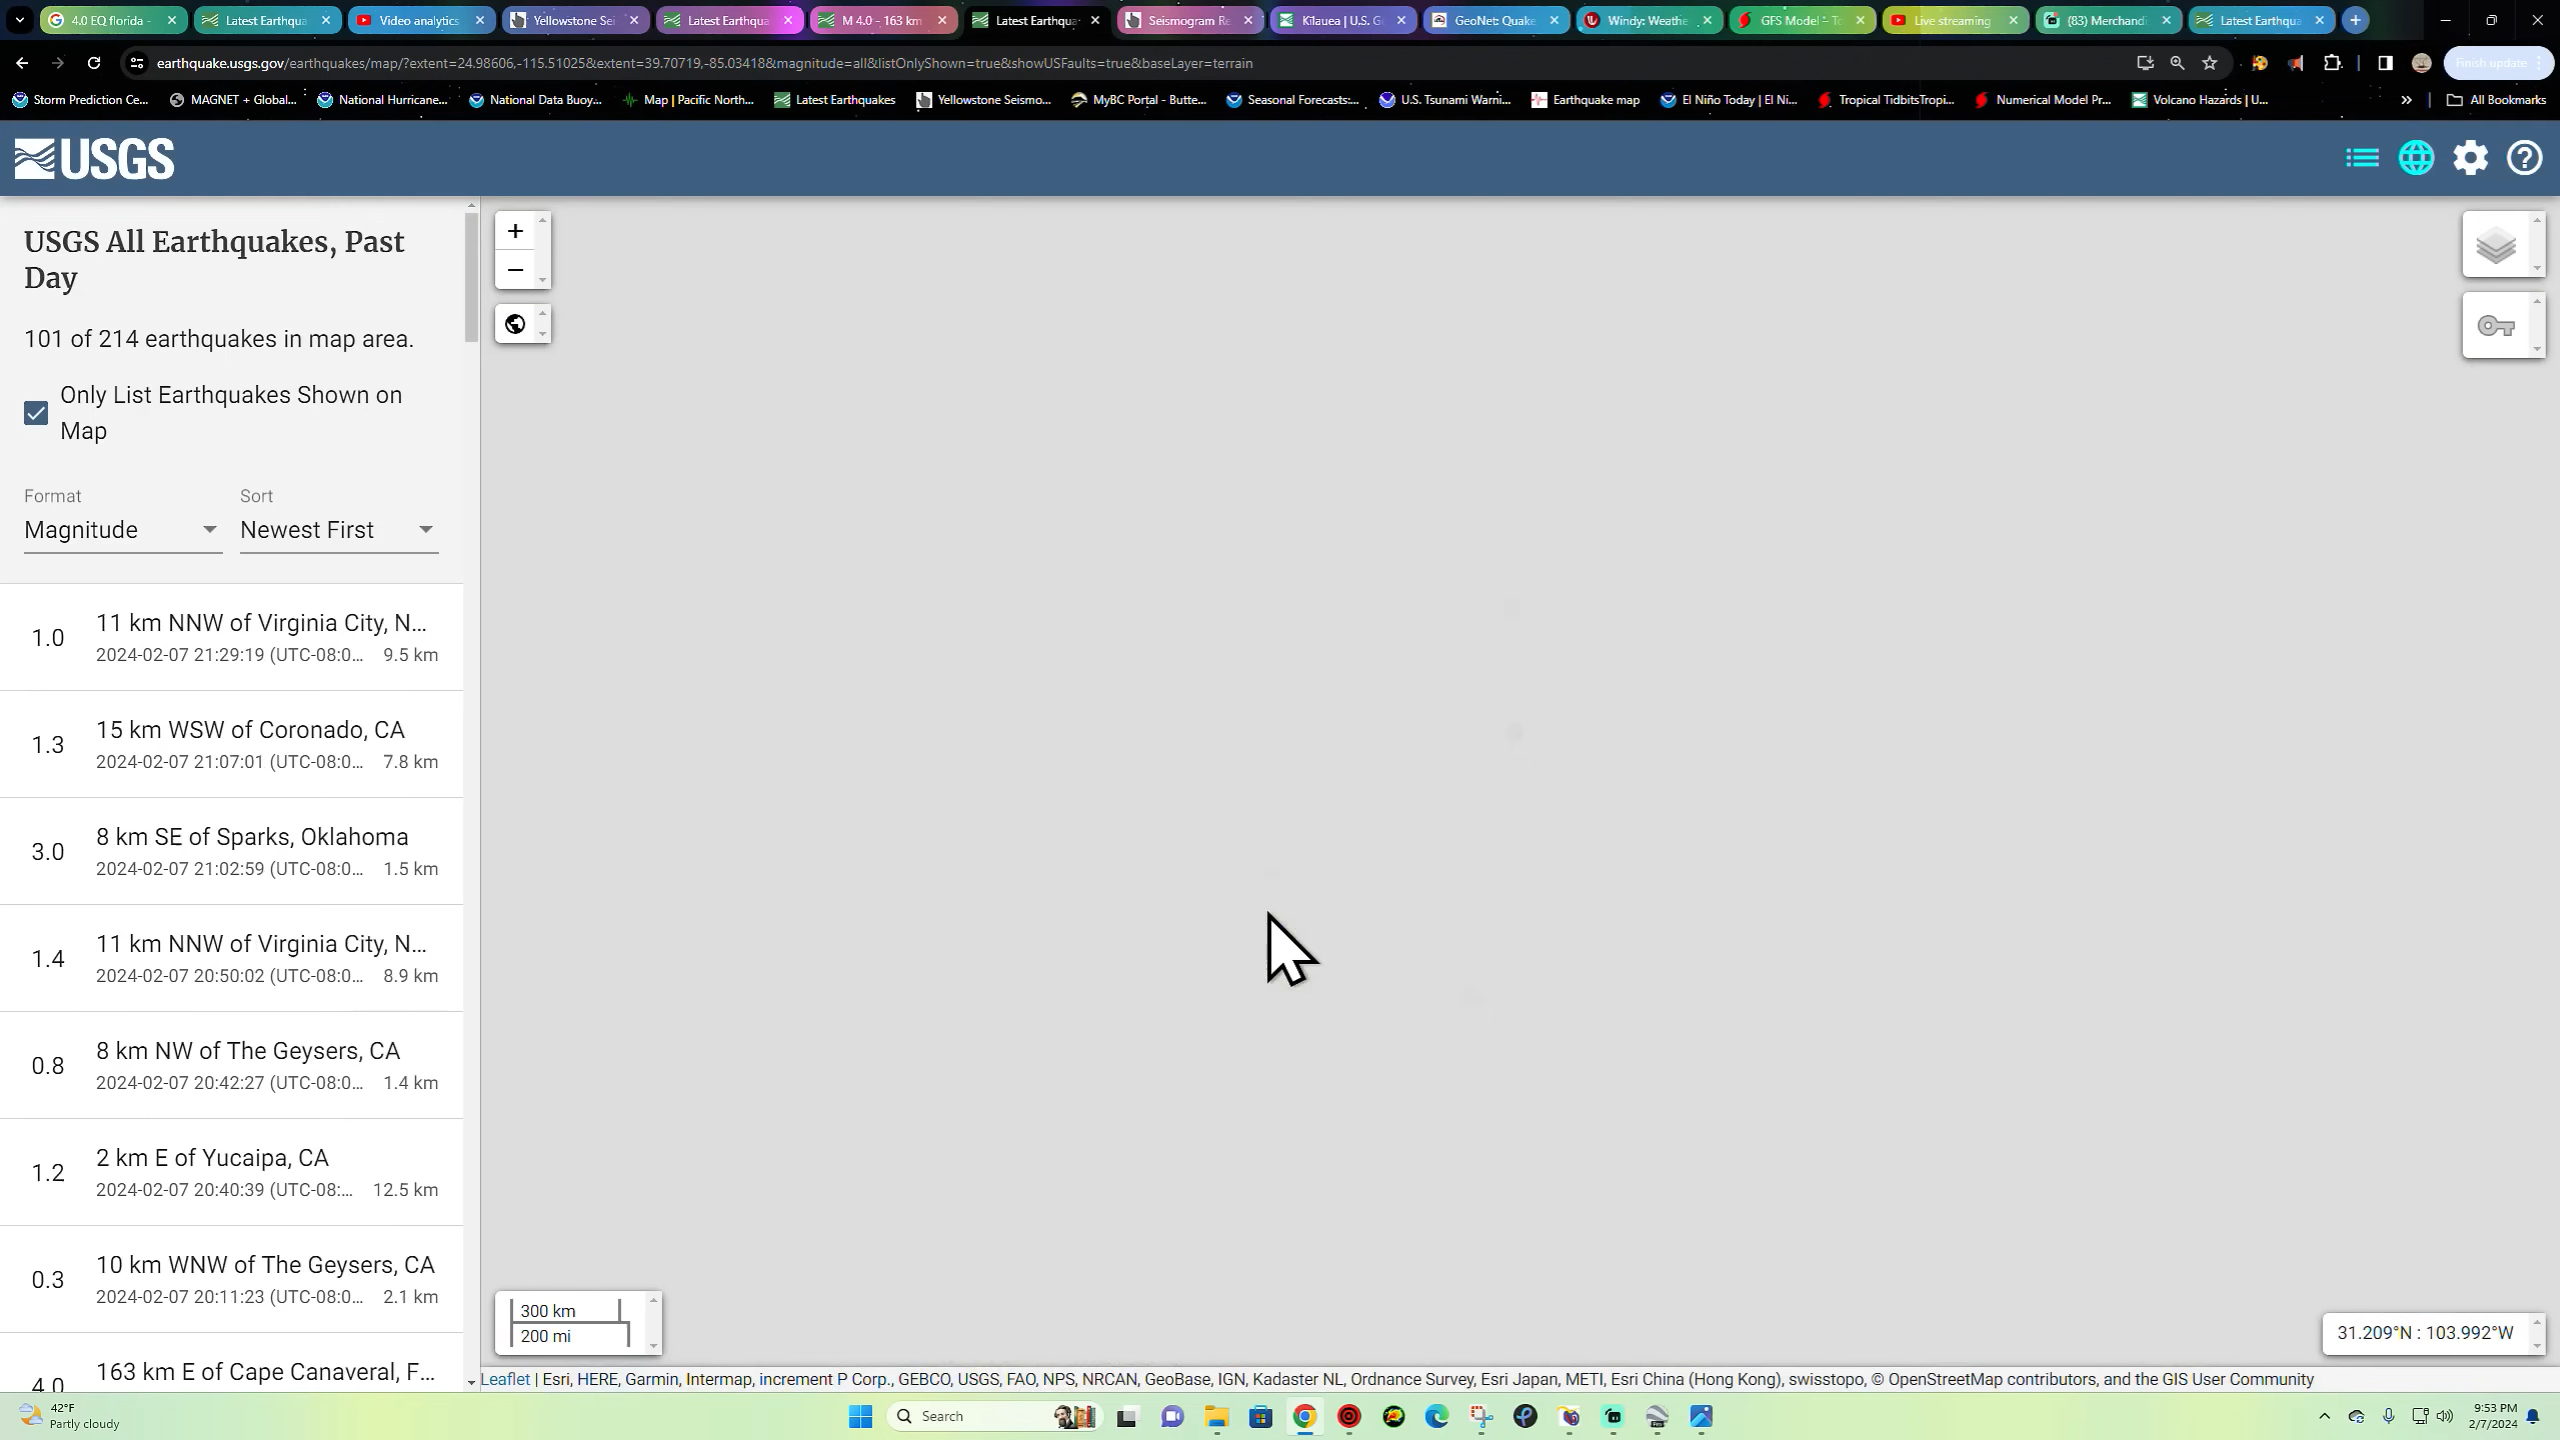 4.0 EQ florida -
Latest Earthqua
Video analytics
Yellowstone Sei
Latest Earthqua
M 4.0 - 163 km
Latest Earthqua
Seismogram Re
Kilauea | U.S. G
GeoNet: Quake
Windy: Weathe
GFS Model – To
Live streaming
(83) Merchandi
Latest Earthqua
earthquake.usgs.gov/earthquakes/map/?extent=24.98606,-115.51025&extent=39.70719,-85.03418&magnitude=all&listOnlyShown=true&showUSFaults=true&baseLayer=terrain
Finish update
Storm Prediction Ce...
MAGNET + Global...
National Hurricane...
National Data Buoy...
Map | Pacific North...
Latest Earthquakes
Yellowstone Seismo...
MyBC Portal - Butte...
Seasonal Forecasts:...
U.S. Tsunami Warni...
Earthquake map
El Niño Today | El Ni...
Tropical TidbitsTropi...
Numerical Model Pr...
Volcano Hazards | U...
All Bookmarks
USGS
USGS All Earthquakes, Past
Day
101 of 214 earthquakes in map area.
Only List Earthquakes Shown on
Map
Format
Sort
Magnitude
Newest First
1.0
11 km NNW of Virginia City, N...
2024-02-07 21:29:19 (UTC-08:0... 9.5 km
1.3
15 km WSW of Coronado, CA
2024-02-07 21:07:01 (UTC-08:0... 7.8 km
3.0
8 km SE of Sparks, Oklahoma
2024-02-07 21:02:59 (UTC-08:0... 1.5 km
1.4
11 km NNW of Virginia City, N...
2024-02-07 20:50:02 (UTC-08:0... 8.9 km
0.8
8 km NW of The Geysers, CA
2024-02-07 20:42:27 (UTC-08:0... 1.4 km
1.2
2 km E of Yucaipa, CA
2024-02-07 20:40:39 (UTC-08:... 12.5 km
0.3
10 km WNW of The Geysers, CA
2024-02-07 20:11:23 (UTC-08:0... 2.1 km
4.0
163 km E of Cape Canaveral, F...
+
−
300 km
200 mi
31.209°N : 103.992°W
Leaflet | Esri, HERE, Garmin, Intermap, increment P Corp., GEBCO, USGS, FAO, NPS, NRCAN, GeoBase, IGN, Kadaster NL, Ordnance Survey, Esri Japan, METI, Esri China (Hong Kong), swisstopo, © OpenStreetMap contributors, and the GIS User Community
42°F
Partly cloudy
Search
9:53 PM
2/7/2024